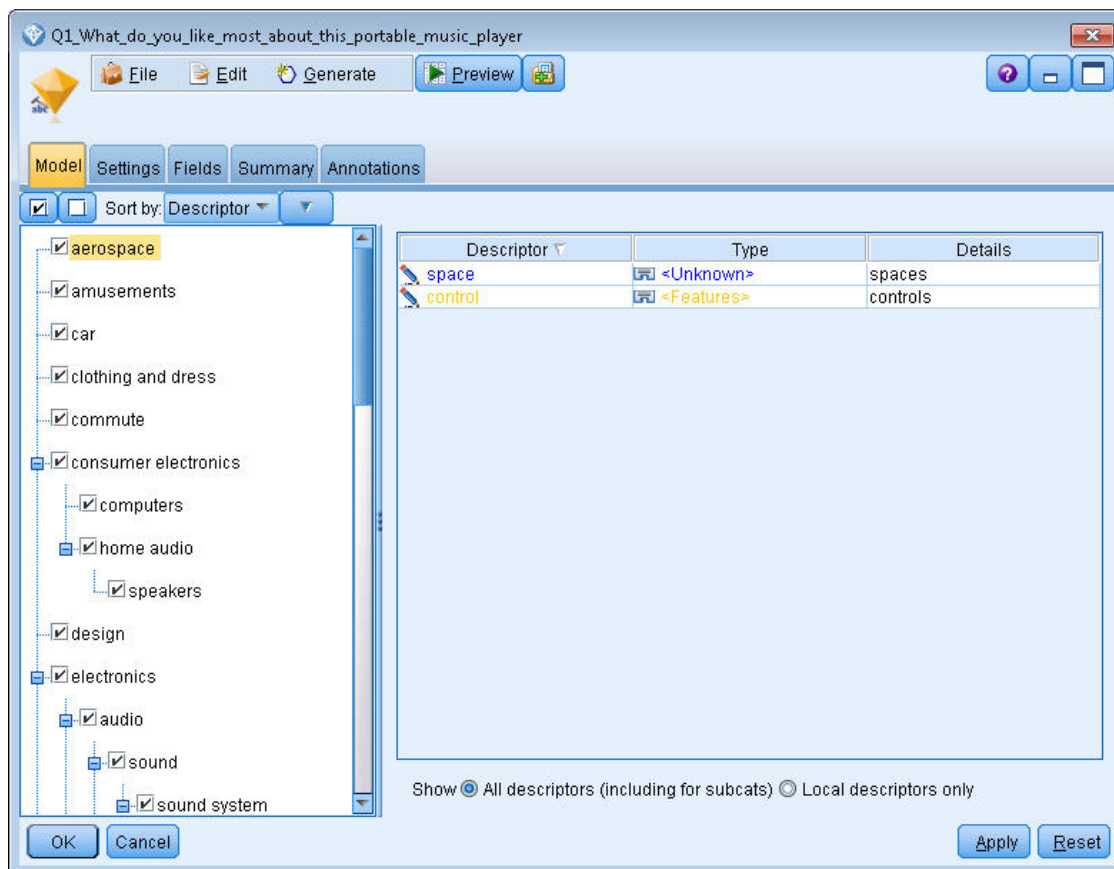 Q1_What_do_you_like_most_about_this_portable_music_player
File Edit Generate Preview
abc
Model Settings Fields Summary Annotations
Sort by: Descriptor
aerospace
amusements
car
clothing and dress
commute
consumer electronics
computers
home audio
speakers
design
electronics
audio
sound
sound system
Descriptor Type Details
space <Unknown> spaces
control <Features> controls
Show All descriptors (including for subcats) Local descriptors only
OK Cancel Apply Reset